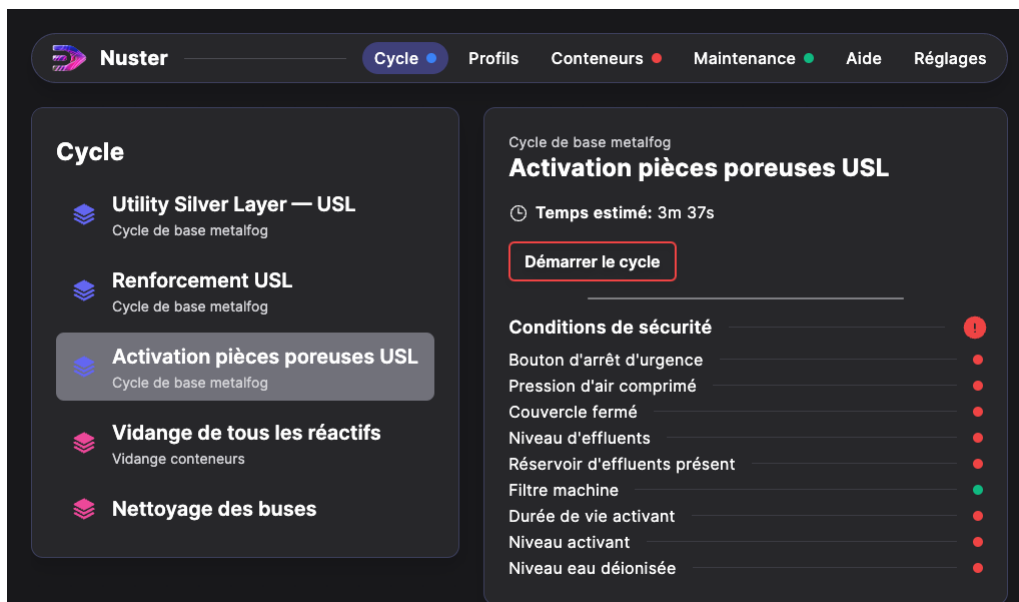 Nuster
Cycle
Profils
Conteneurs
Maintenance
Aide
Réglages
Cycle
Utility Silver Layer — USL
Cycle de base metalfog
Renforcement USL
Cycle de base metalfog
Activation pièces poreuses USL
Cycle de base metalfog
Vidange de tous les réactifs
Vidange conteneurs
Nettoyage des buses
Cycle de base metalfog
Activation pièces poreuses USL
Temps estimé: 3m 37s
Démarrer le cycle
Conditions de sécurité
!
Bouton d'arrêt d'urgence
Pression d'air comprimé
Couvercle fermé
Niveau d'effluents
Réservoir d'effluents présent
Filtre machine
Durée de vie activant
Niveau activant
Niveau eau déionisée